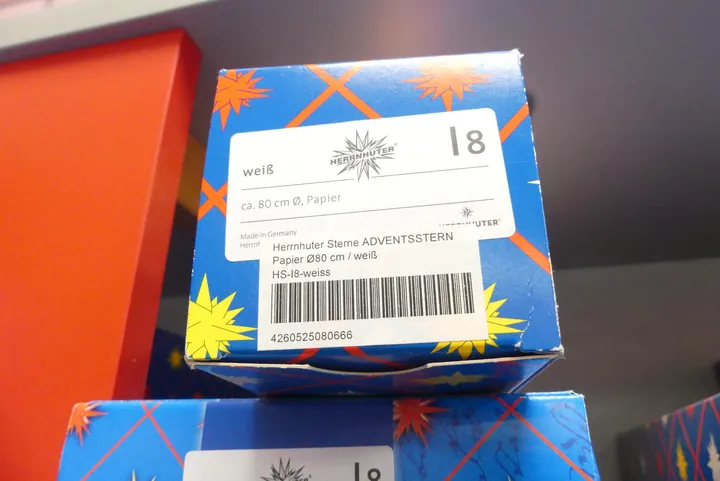 weiß
HERRNHUTER®
I8
ca. 80 cm Ø, Papier
Made in Germany
HERRNHUTER®
Herrnhuter Sterne ADVENTSSTERN
Papier Ø80 cm / weiß
HS-I8-weiss
4260525080666
HERRNHUTER
I8